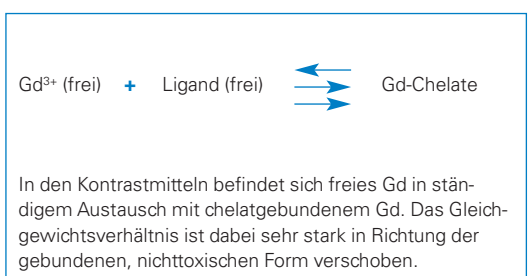 Gd³⁺ (frei) + Ligand (frei) Gd-Chelate
In den Kontrastmitteln befindet sich freies Gd in stän-
digem Austausch mit chelatgebundenem Gd. Das Gleich-
gewichtsverhältnis ist dabei sehr stark in Richtung der
gebundenen, nichttoxischen Form verschoben.